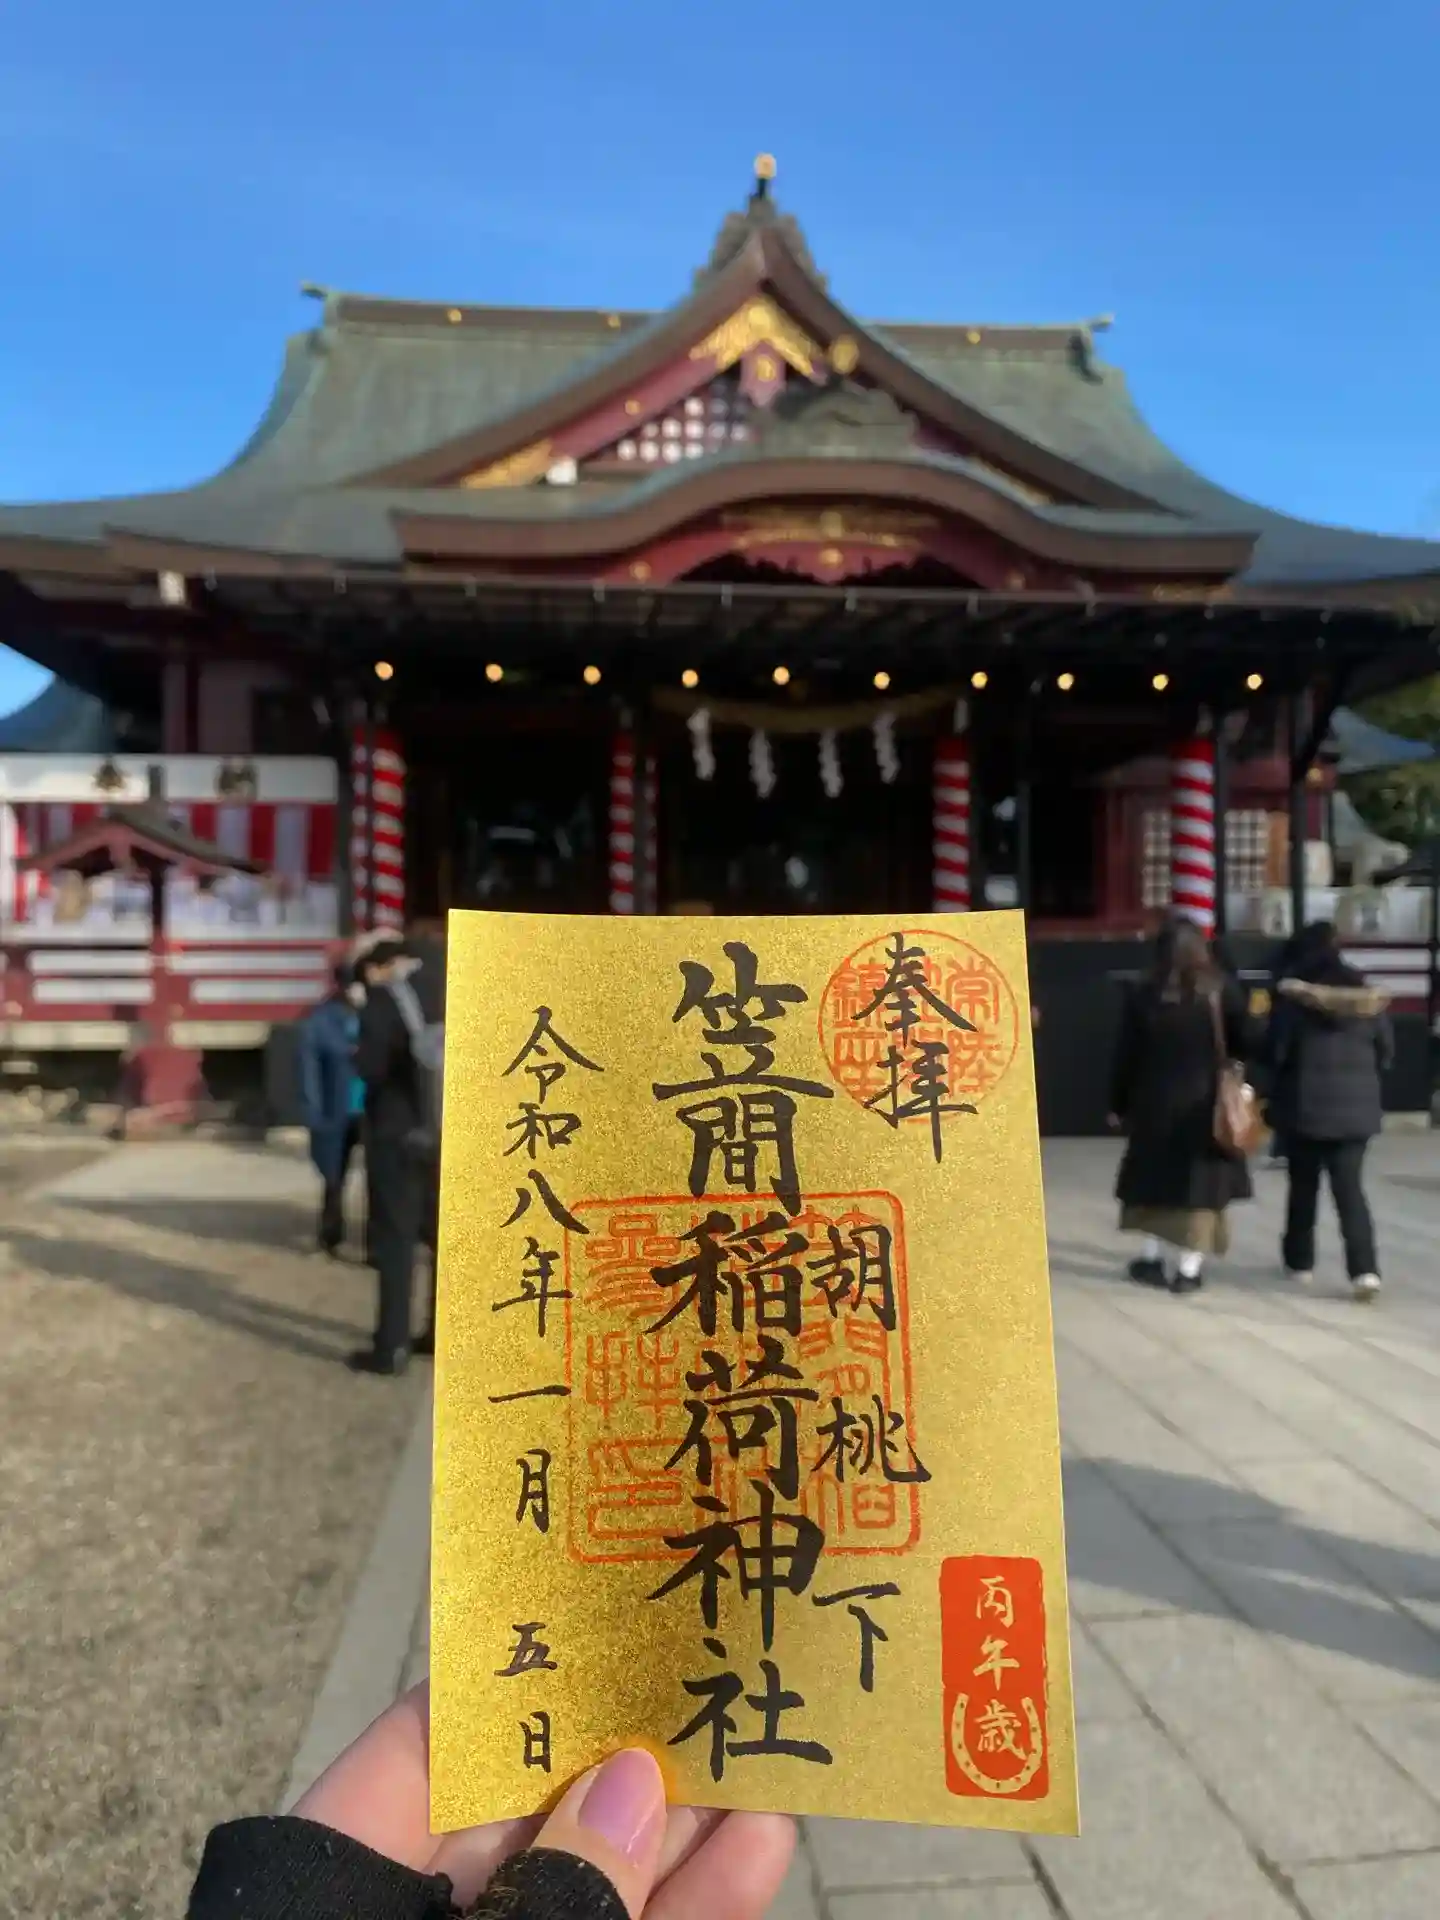 奉拝
胡桃下
笠間稲荷神社
令和八年一月五日
丙午歳